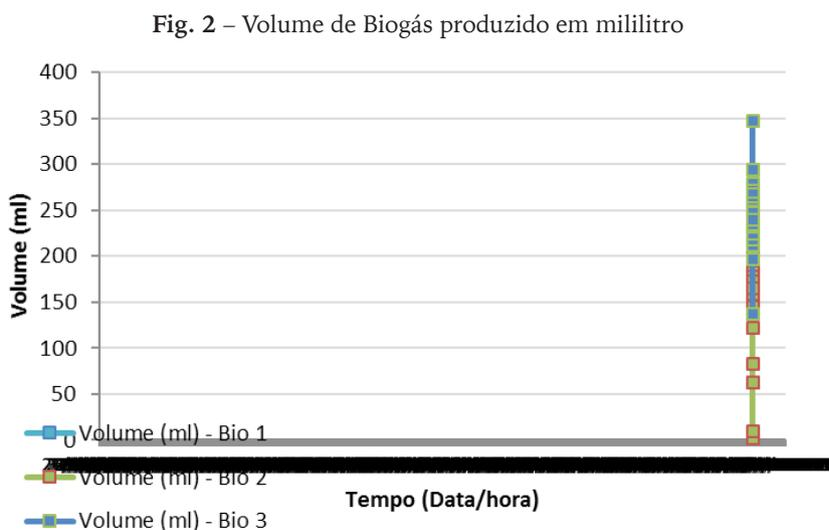 Fig. 2 – Volume de Biogás produzido em mililitro
400
350
300
250
200
150
100
50
0
Volume (ml)
Volume (ml) - Bio 1
Volume (ml) - Bio 2
Tempo (Data/hora)
Volume (ml) - Bio 3